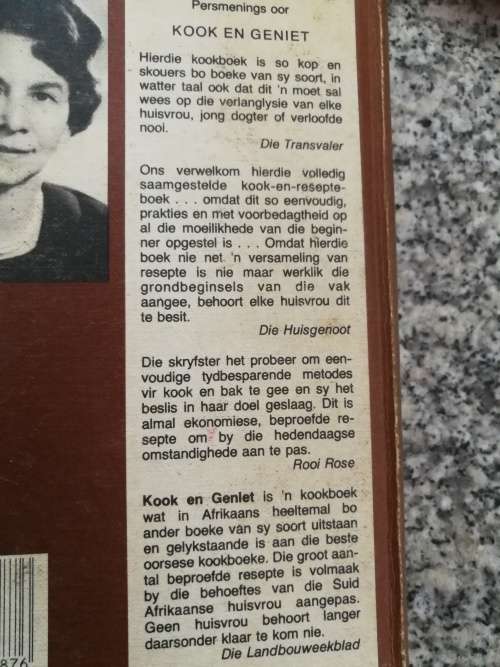 Persmenings oor
KOOK EN GENIET
Hierdie kookboek is so kop en
skouers bo boeke van sy soort, in
watter taal ook dat dit 'n moet sal
wees op die verlanglysie van elke
huisvrou, jong dogter of verloofde
nooi.
Die Transvaler
Ons verwelkom hierdie volledig
saamgestelde kook-en-resepte-
boek . . . omdat dit so eenvoudig,
prakties en met voorbedagtheid op
al die moeilikhede van die begin-
ner opgestel is . . . Omdat hierdie
boek nie net 'n versameling van
resepte is nie maar werklik die
grondbeginsels van die vak
aangee, behoort elke huisvrou dit
te besit.
Die Huisgenoot
Die skryfster het probeer om een-
voudige tydbesparende metodes
vir kook en bak te gee en sy het
beslis in haar doel geslaag. Dit is
almal ekonomiese, beproefde re-
septe om by die hedendaagse
omstandighede aan te pas.
Rooi Rose
Kook en Geniet is 'n kookboek
wat in Afrikaans heeltemal bo
ander boeke van sy soort uitstaan
en gelykstaande is aan die beste
oorsese kookboeke. Die groot aan-
tal beproefde resepte is volmaak
by die behoeftes van die Suid
Afrikaanse huisvrou aangepas.
Geen huisvrou behoort langer
daarsonder klaar te kom nie.
Die Landbouweekblad
876